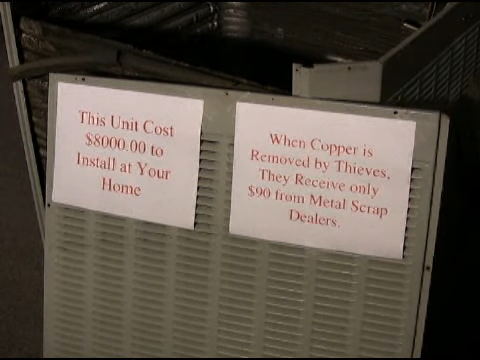 This Unit Cost
$8000.00 to
Install at Your
Home
When Copper is
Removed by Thieves,
They Receive only
$90 from Metal Scrap
Dealers.